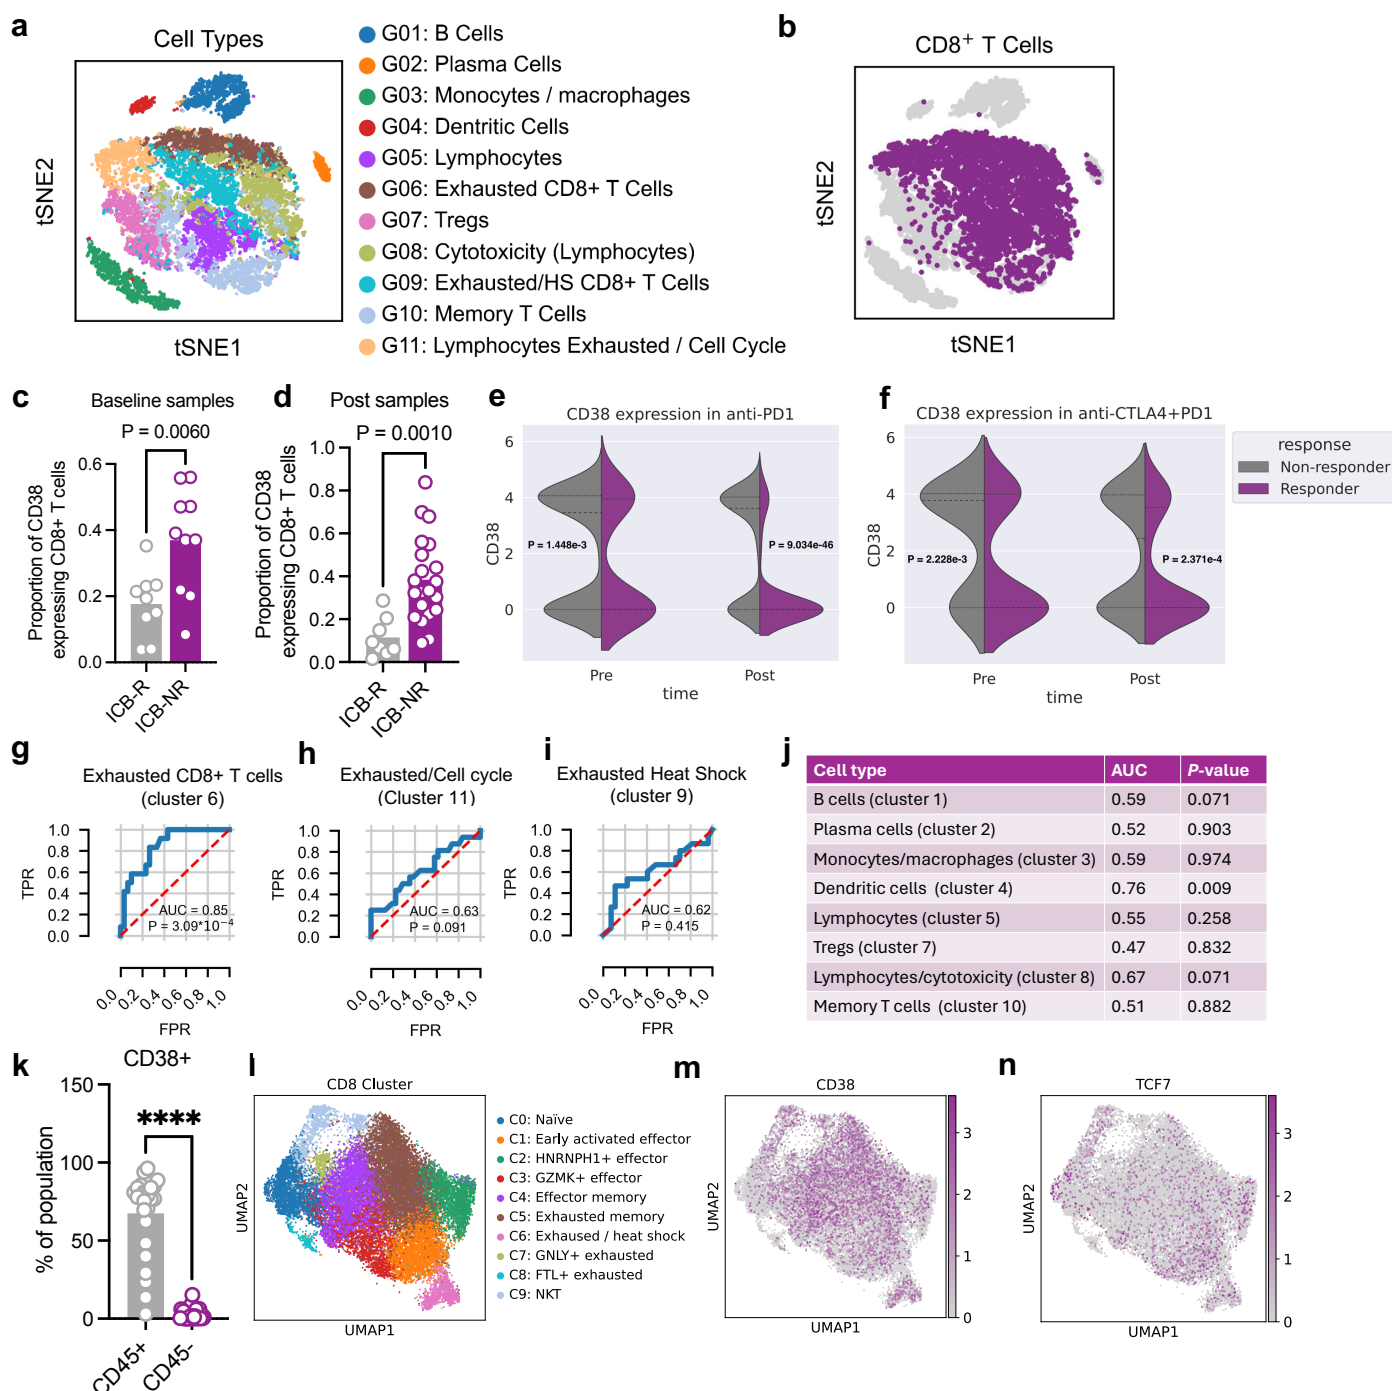 a
Cell Types
tSNE2
tSNE1
G01: B Cells
G02: Plasma Cells
G03: Monocytes / macrophages
G04: Dentritic Cells
G05: Lymphocytes
G06: Exhausted CD8+ T Cells
G07: Tregs
G08: Cytotoxicity (Lymphocytes)
G09: Exhausted/HS CD8+ T Cells
G10: Memory T Cells
G11: Lymphocytes Exhausted / Cell Cycle
b
CD8+ T Cells
tSNE2
tSNE1
c
Baseline samples
P = 0.0060
Proportion of CD38
expressing CD8+ T cells
0.6
0.4
0.2
0.0
ICB-R
ICB-NR
d
Post samples
P = 0.0010
Proportion of CD38
expressing CD8+ T cells
1.0
0.8
0.6
0.4
0.2
0.0
ICB-R
ICB-NR
e
CD38 expression in anti-PD1
CD38
6
4
2
0
P = 1.448e-3
P = 9.034e-46
Pre
Post
time
f
CD38 expression in anti-CTLA4+PD1
CD38
6
4
2
0
P = 2.228e-3
P = 2.371e-4
Pre
Post
time
response
Non-responder
Responder
g
Exhausted CD8+ T cells
(cluster 6)
TPR
1.0
0.8
0.6
0.4
0.2
0.0
AUC = 0.85
P = 3.09*10-4
0.0
0.2
0.4
0.6
0.8
1.0
FPR
h
Exhausted/Cell cycle
(Cluster 11)
TPR
1.0
0.8
0.6
0.4
0.2
0.0
AUC = 0.63
P = 0.091
0.0
0.2
0.4
0.6
0.8
1.0
FPR
i
Exhausted Heat Shock
(cluster 9)
TPR
1.0
0.8
0.6
0.4
0.2
0.0
AUC = 0.62
P = 0.415
0.0
0.2
0.4
0.6
0.8
1.0
FPR
j
Cell type AUC P-value
B cells (cluster 1) 0.59 0.071
Plasma cells (cluster 2) 0.52 0.903
Monocytes/macrophages (cluster 3) 0.59 0.974
Dendritic cells (cluster 4) 0.76 0.009
Lymphocytes (cluster 5) 0.55 0.258
Tregs (cluster 7) 0.47 0.832
Lymphocytes/cytotoxicity (cluster 8) 0.67 0.071
Memory T cells (cluster 10) 0.51 0.882
k
CD38+
****
% of population
150
100
50
0
CD45+
CD45-
l
CD8 Cluster
UMAP2
UMAP1
C0: Naïve
C1: Early activated effector
C2: HNRNPH1+ effector
C3: GZMK+ effector
C4: Effector memory
C5: Exhausted memory
C6: Exhaused / heat shock
C7: GNLY+ exhausted
C8: FTL+ exhausted
C9: NKT
m
CD38
UMAP2
UMAP1
3
2
1
0
n
TCF7
UMAP2
UMAP1
3
2
1
0